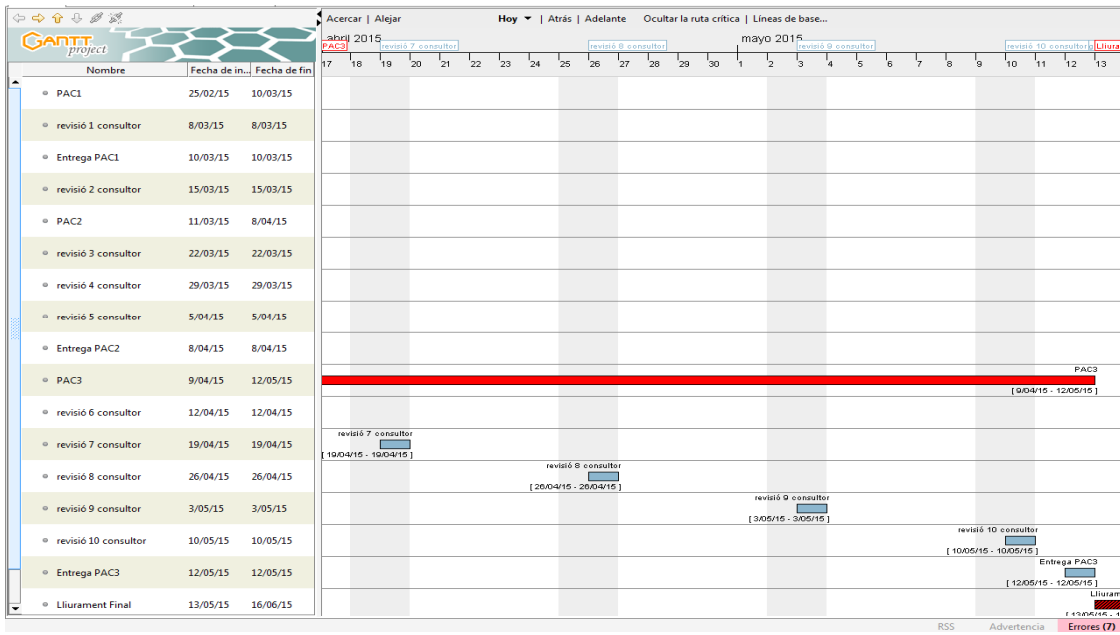 Acercar | Alejar
Hoy | Atrás | Adelante
Ocultar la ruta crítica | Líneas de base...
GANTT
project
abril 2015
mayo 2015
PAC3
revisió 7 consultor
revisió 8 consultor
revisió 9 consultor
revisió 10 consultor
Lliura
Nombre
Fecha de in...
Fecha de fin
17 18 19 20 21 22 23 24 25 26 27 28 29 30 1 2 3 4 5 6 7 8 9 10 11 12 13
PAC1 25/02/15 10/03/15
revisió 1 consultor 8/03/15 8/03/15
Entrega PAC1 10/03/15 10/03/15
revisió 2 consultor 15/03/15 15/03/15
PAC2 11/03/15 8/04/15
revisió 3 consultor 22/03/15 22/03/15
revisió 4 consultor 29/03/15 29/03/15
revisió 5 consultor 5/04/15 5/04/15
Entrega PAC2 8/04/15 8/04/15
PAC3 9/04/15 12/05/15
PAC3
[ 9/04/15 - 12/05/15 ]
revisió 6 consultor 12/04/15 12/04/15
revisió 7 consultor 19/04/15 19/04/15
revisió 7 consultor
[ 19/04/15 - 19/04/15 ]
revisió 8 consultor 26/04/15 26/04/15
revisió 8 consultor
[ 26/04/15 - 26/04/15 ]
revisió 9 consultor 3/05/15 3/05/15
revisió 9 consultor
[ 3/05/15 - 3/05/15 ]
revisió 10 consultor 10/05/15 10/05/15
revisió 10 consultor
[ 10/05/15 - 10/05/15 ]
Entrega PAC3 12/05/15 12/05/15
Entrega PAC3
[ 12/05/15 - 12/05/15 ]
Lliurament Final 13/05/15 16/06/15
Lliuram
[ 13/05/15 - 1
RSS
Advertencia
Errores (7)